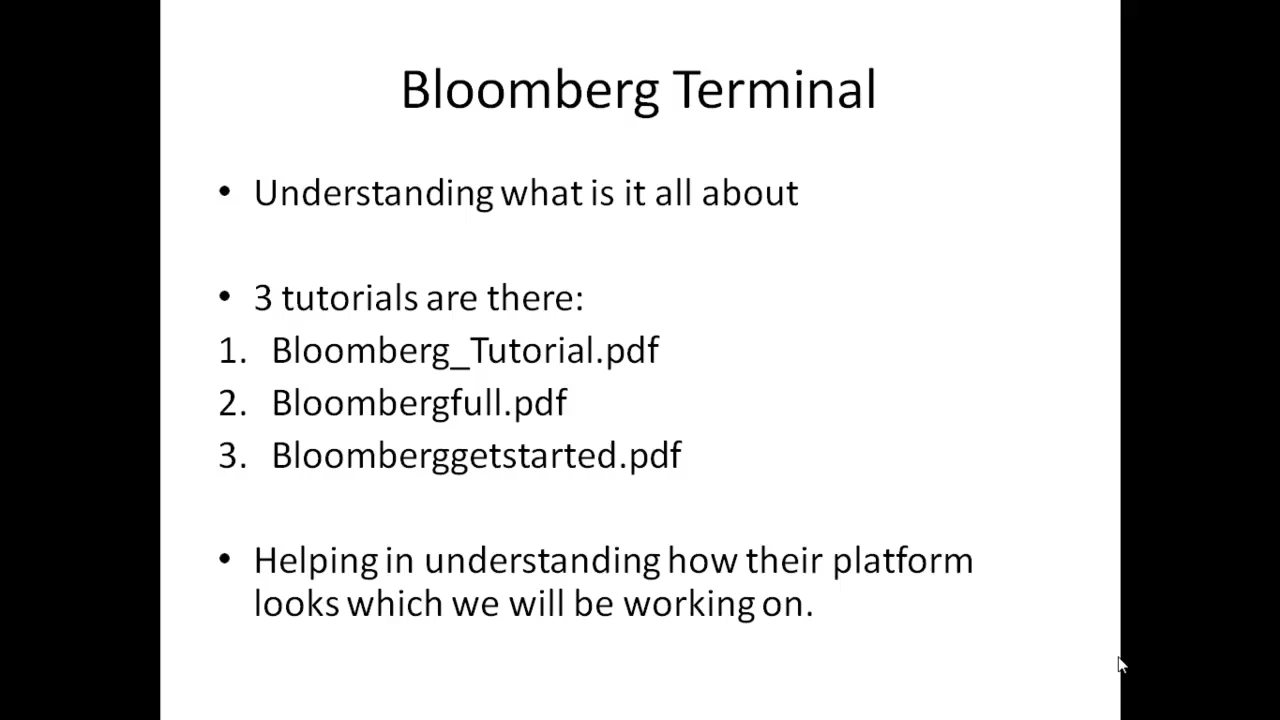 Bloomberg Terminal
• Understanding what is it all about
• 3 tutorials are there:
1. Bloomberg_Tutorial.pdf
2. Bloombergfull.pdf
3. Bloomberggetstarted.pdf
• Helping in understanding how their platform
looks which we will be working on.